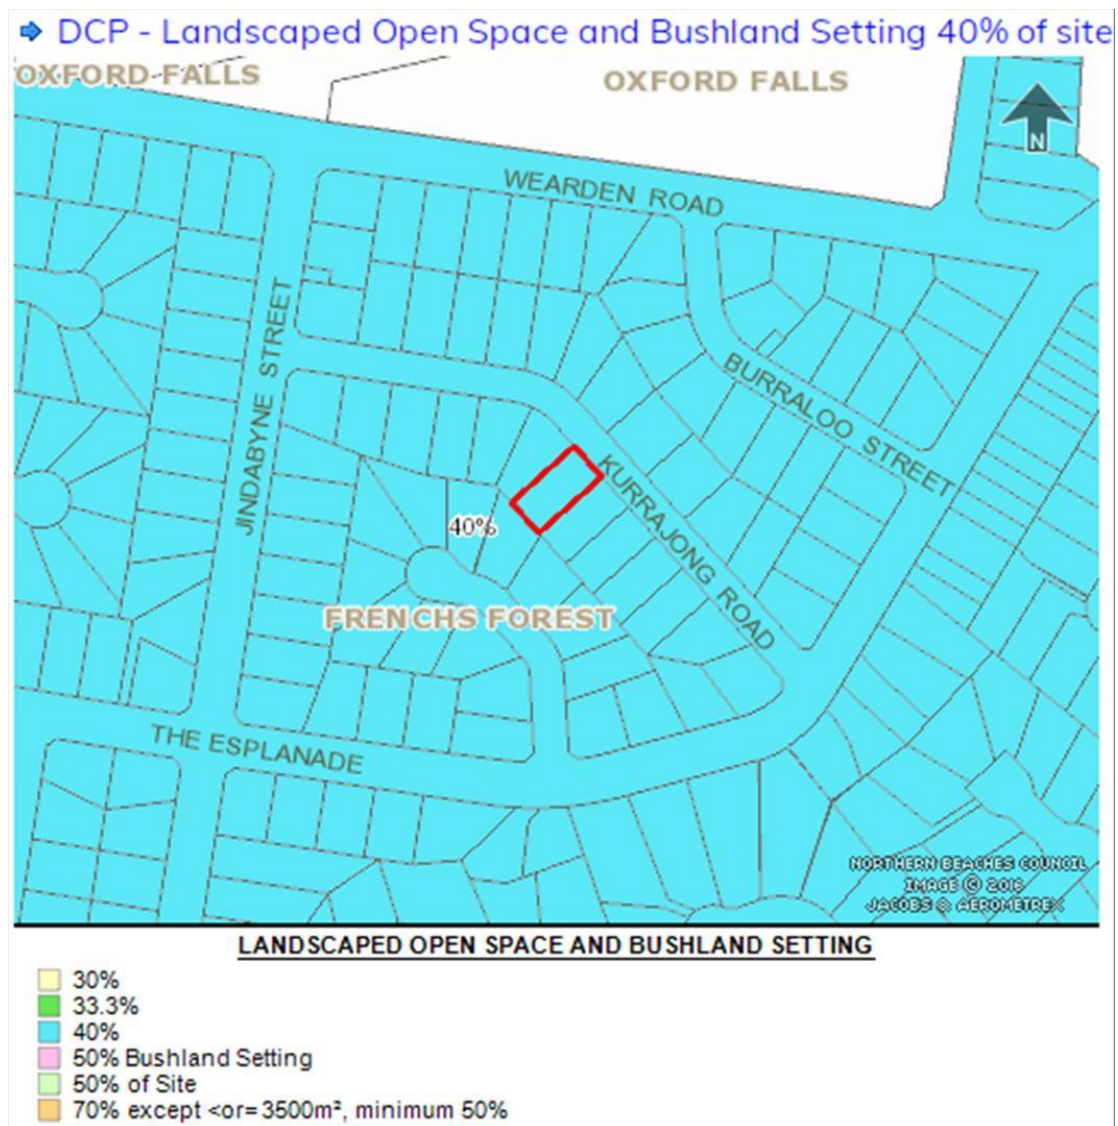 DCP - Landscaped Open Space and Bushland Setting 40% of site
OXFORD FALLS
OXFORD FALLS
N
WEARDEN ROAD
JINDABYNE STREET
BURRALOO STREET
KURRAJONG ROAD
40%
FRENCHS FOREST
THE ESPLANADE
NORTHERN BEACHES COUNCIL
IMAGE © 2016
JACOBS & AEROMETREX
LANDSCAPED OPEN SPACE AND BUSHLAND SETTING
30%
33.3%
40%
50% Bushland Setting
50% of Site
70% except <or=3500m², minimum 50%